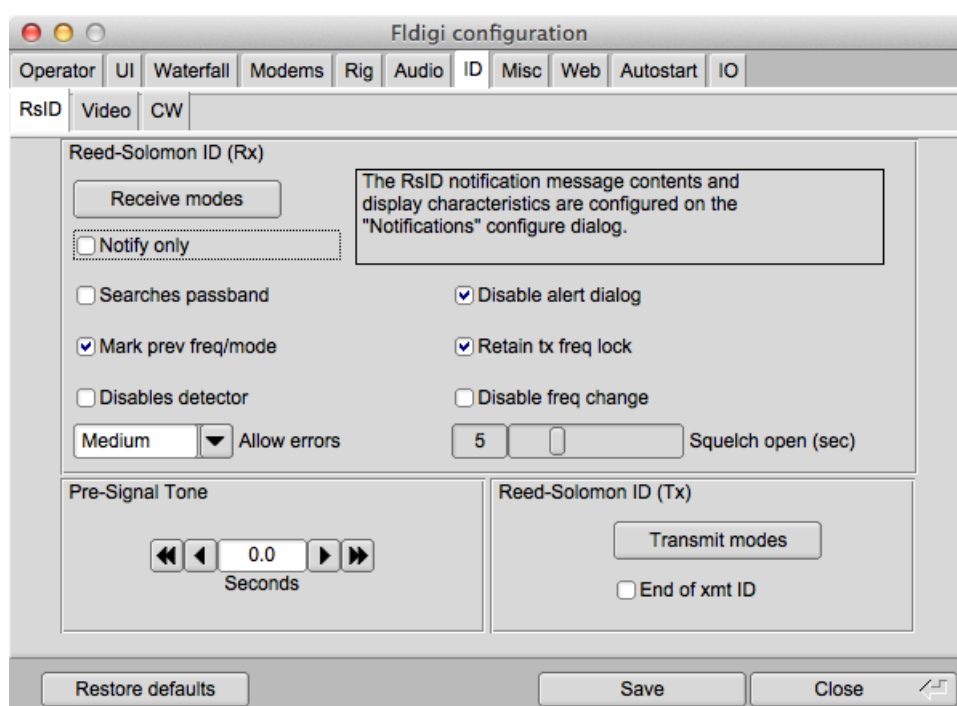 Fldigi configuration
Operator UI Waterfall Modems Rig Audio ID Misc Web Autostart IO
RsID Video CW
Reed-Solomon ID (Rx)
Receive modes
The RsID notification message contents and
display characteristics are configured on the
"Notifications" configure dialog.
Notify only
Searches passband
Disable alert dialog
Mark prev freq/mode
Retain tx freq lock
Disables detector
Disable freq change
Medium Allow errors
5 Squelch open (sec)
Pre-Signal Tone
0.0
Seconds
Reed-Solomon ID (Tx)
Transmit modes
End of xmt ID
Restore defaults
Save
Close